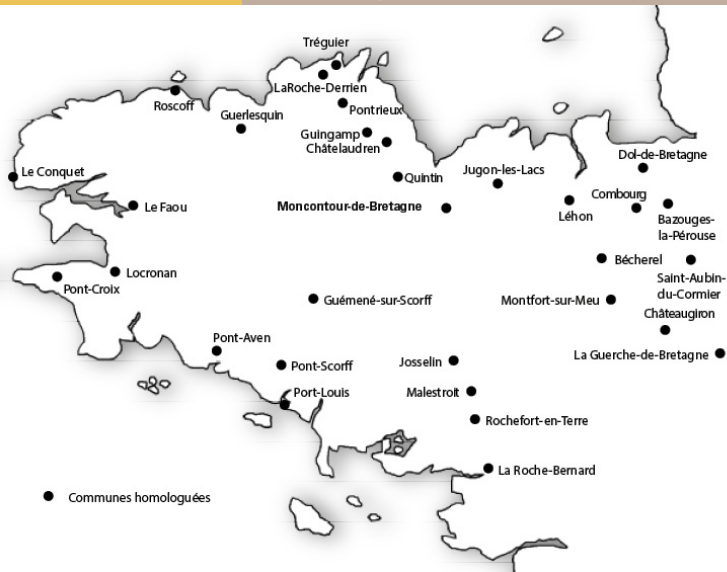 Tréguier
LaRoche-Derrien
Roscoff
Pontrieux
Guerlesquin
Guingamp
Châtelaudren
Dol-de-Bretagne
Le Conquet
Quintin
Jugon-les-Lacs
Combourg
Le Faou
Moncontour-de-Bretagne
Léhon
Bazouges-
la-Pérouse
Bécherel
Locronan
Saint-Aubin-
du-Cormier
Pont-Croix
Guémené-sur-Scorff
Montfort-sur-Meu
Châteaugiron
Pont-Aven
La Guerche-de-Bretagne
Josselin
Pont-Scorff
Port-Louis
Malestroit
Rochefort-en-Terre
La Roche-Bernard
Communes homologuées